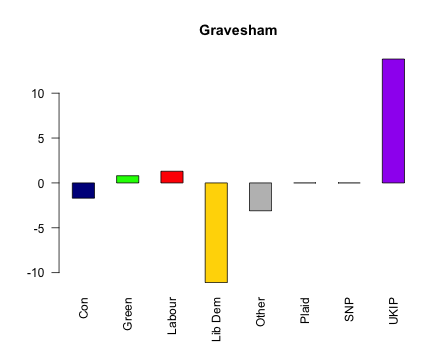 Gravesham
10
5
0
-5
-10
Con
Green
Labour
Lib Dem
Other
Plaid
SNP
UKIP